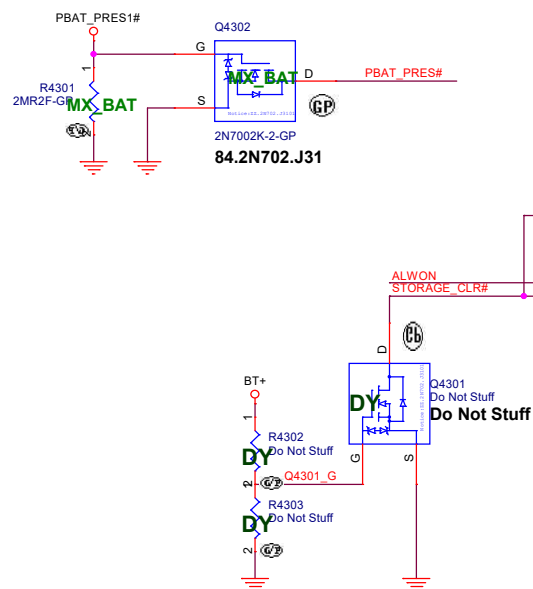 PBAT_PRES1#
Q4302
G
1
D
PBAT_PRES#
R4301
2MR2F-GP
MX_BAT
MX_BAT
S
GP
2
2N7002K-2-GP
84.2N702.J31
ALWON
STORAGE_CLR#
D
BT+
Q4301
Do Not Stuff
DY
Do Not Stuff
1
R4302
Do Not Stuff
DY
G
S
2
Q4301_G
R4303
Do Not Stuff
DY
2